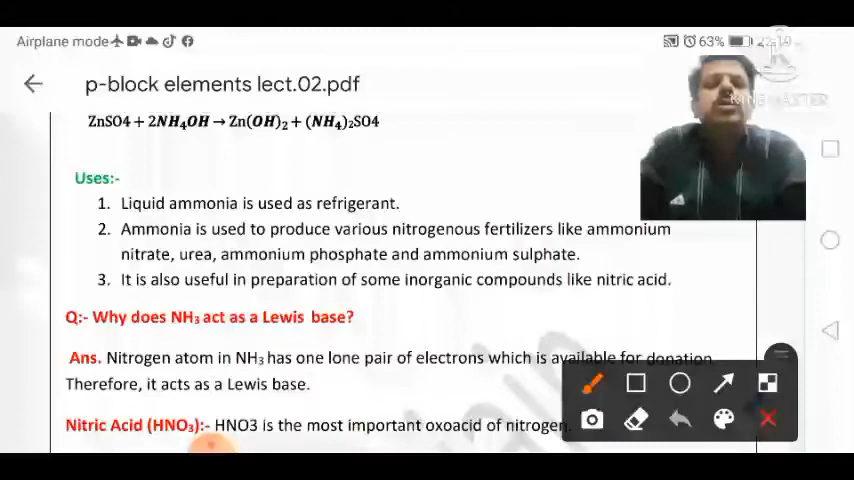 Airplane mode 63% 22:19
p-block elements lect.02.pdf
KINEMASTER
ZnSO4 + 2NH₄OH → Zn(OH)₂ + (NH₄)₂SO4
Uses:-
1. Liquid ammonia is used as refrigerant.
2. Ammonia is used to produce various nitrogenous fertilizers like ammonium
nitrate, urea, ammonium phosphate and ammonium sulphate.
3. It is also useful in preparation of some inorganic compounds like nitric acid.
Q:- Why does NH₃ act as a Lewis base?
Ans. Nitrogen atom in NH₃ has one lone pair of electrons which is available for donation.
Therefore, it acts as a Lewis base.
Nitric Acid (HNO₃):- HNO3 is the most important oxoacid of nitrogen.